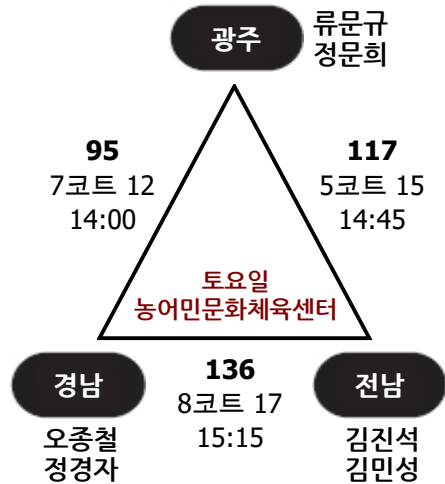 광주
류문규
정문희
95
7코트 12
14:00
117
5코트 15
14:45
토요일
농어민문화체육센터
경남
오종철
정경자
136
8코트 17
15:15
전남
김진석
김민성